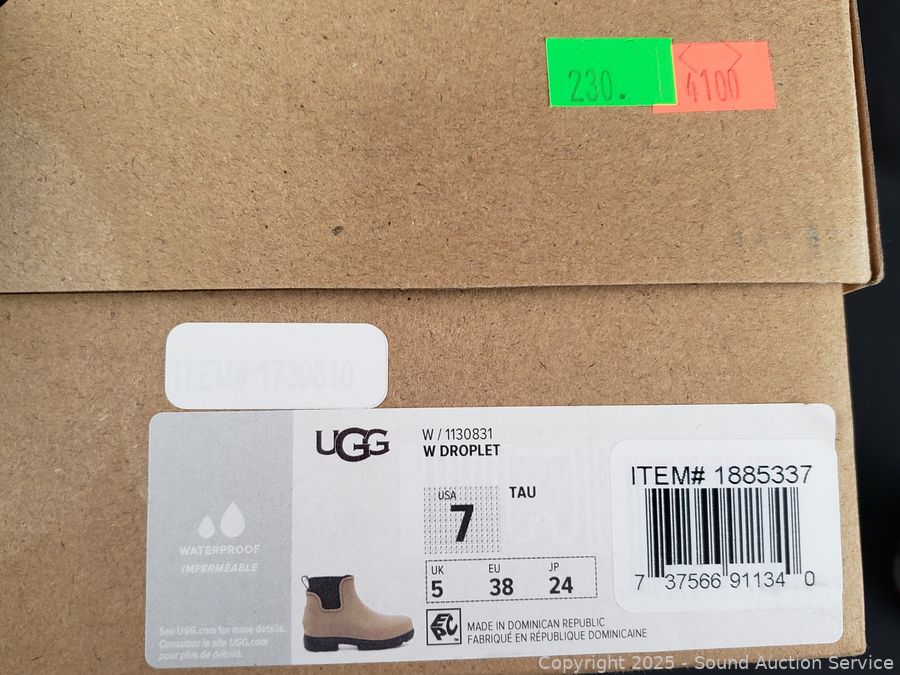 230.
4100
ITEM# 1739810
UGG
W / 1130831
W DROPLET
USA
7
TAU
UK
5
EU
38
JP
24
WATERPROOF
IMPERMÉABLE
See UGG.com for more details.
Consultez le site UGG.com
pour plus de détails.
MADE IN DOMINICAN REPUBLIC
FABRIQUÉ EN RÉPUBLIQUE DOMINICAINE
ITEM# 1885337
7 37566 91134 0
Copyright 2025 - Sound Auction Service